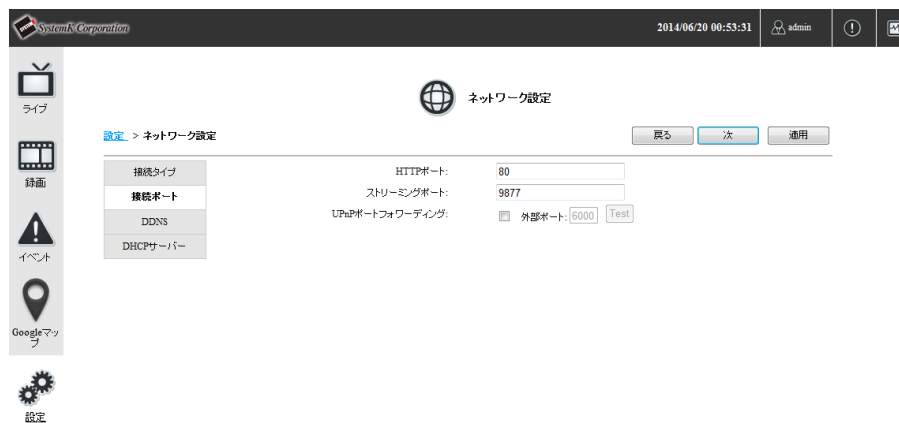 SystemK Corporation
2014/06/20 00:53:31
admin
ライブ
録画
イベント
Googleマッ
プ
設定
ネットワーク設定
設定 > ネットワーク設定
戻る
次
適用
接続タイプ
接続ポート
DDNS
DHCPサーバー
HTTPポート:
80
ストリーミングポート:
9877
UPnPポートフォワーディング:
外部ポート: 6000 Test